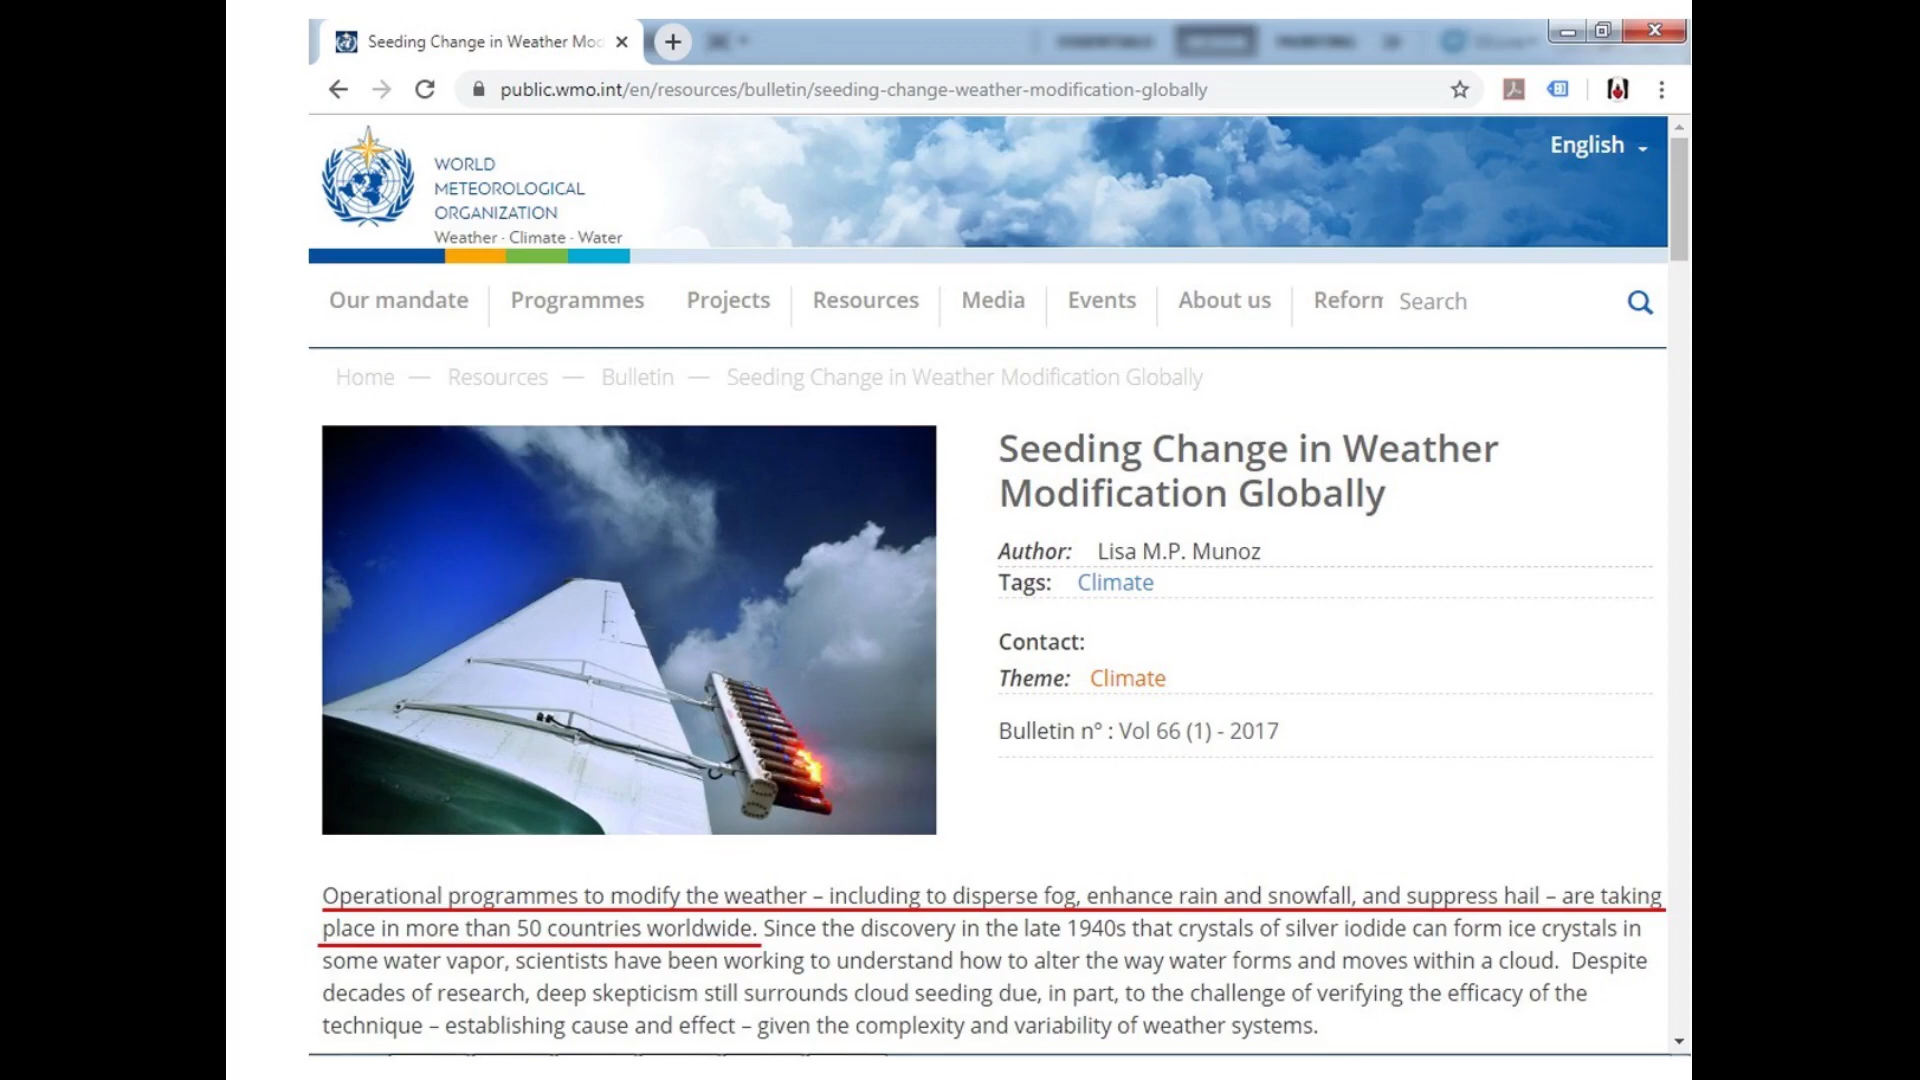 Seeding Change in Weather Mod
public.wmo.int/en/resources/bulletin/seeding-change-weather-modification-globally
WORLD
METEOROLOGICAL
ORGANIZATION
Weather · Climate · Water
English
Our mandate Programmes Projects Resources Media Events About us Reform Search
Home — Resources — Bulletin — Seeding Change in Weather Modification Globally
Seeding Change in Weather
Modification Globally
Author: Lisa M.P. Munoz
Tags: Climate
Contact:
Theme: Climate
Bulletin nº : Vol 66 (1) - 2017
Operational programmes to modify the weather – including to disperse fog, enhance rain and snowfall, and suppress hail – are taking
place in more than 50 countries worldwide. Since the discovery in the late 1940s that crystals of silver iodide can form ice crystals in
some water vapor, scientists have been working to understand how to alter the way water forms and moves within a cloud. Despite
decades of research, deep skepticism still surrounds cloud seeding due, in part, to the challenge of verifying the efficacy of the
technique – establishing cause and effect – given the complexity and variability of weather systems.